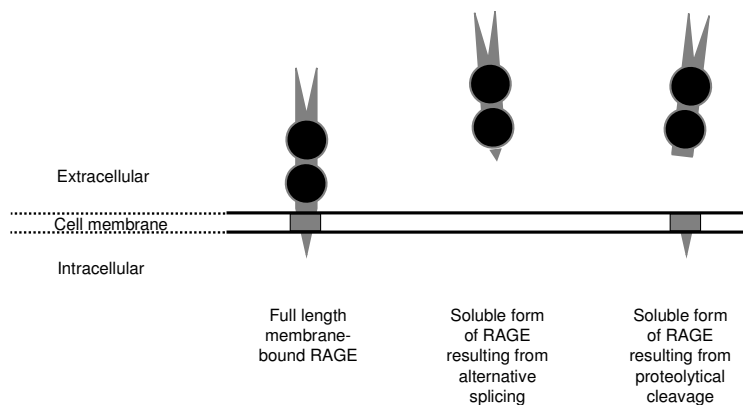 Extracellular
Cell membrane
Intracellular
Full length
membrane-
bound RAGE
Soluble form
of RAGE
resulting from
alternative
splicing
Soluble form
of RAGE
resulting from
proteolytical
cleavage